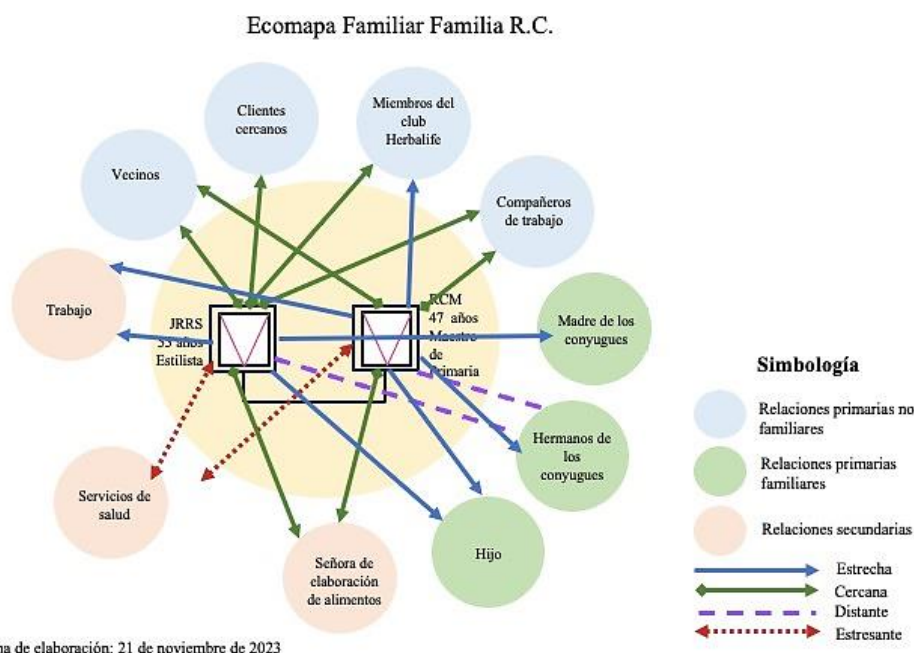 Ecomapa Familiar Familia R.C.
Clientes
cercanos
Miembros del
club
Herbalife
Vecinos
Compañeros
de trabajo
Trabajo
JRRS
55 años
Estilista
RCM
47 años
Maestro
de
Primaria
Madre de los
conyugues
Hermanos de
los
conyugues
Servicios de
salud
Señora de
elaboración
de alimentos
Hijo
Simbología
Relaciones primarias no
familiares
Relaciones primarias
familiares
Relaciones secundarias
Estrecha
Cercana
Distante
Estresante
ha de elaboración: 21 de noviembre de 2023